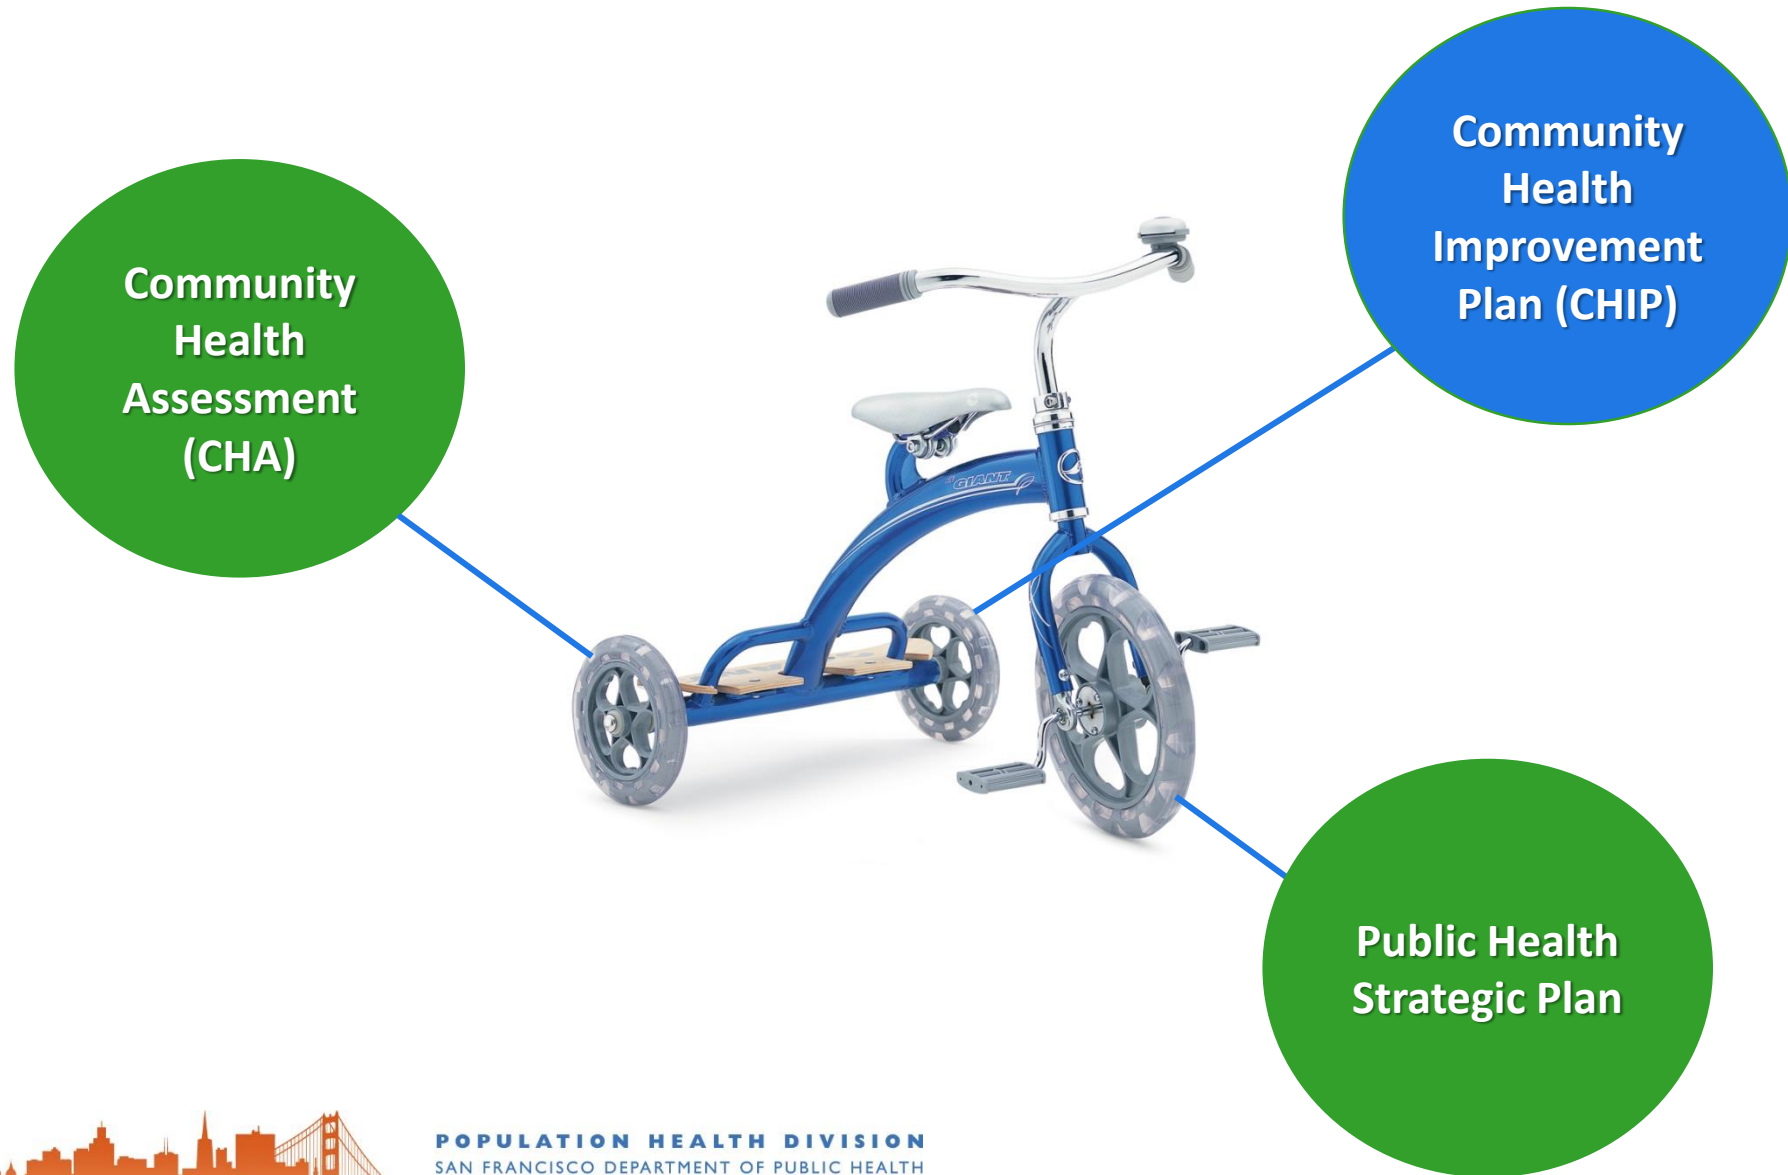 Community
Health
Improvement
Plan (CHIP)
Community
Health
Assessment
(CHA)
GIANT
Public Health
Strategic Plan
POPULATION HEALTH DIVISION
SAN FRANCISCO DEPARTMENT OF PUBLIC HEALTH